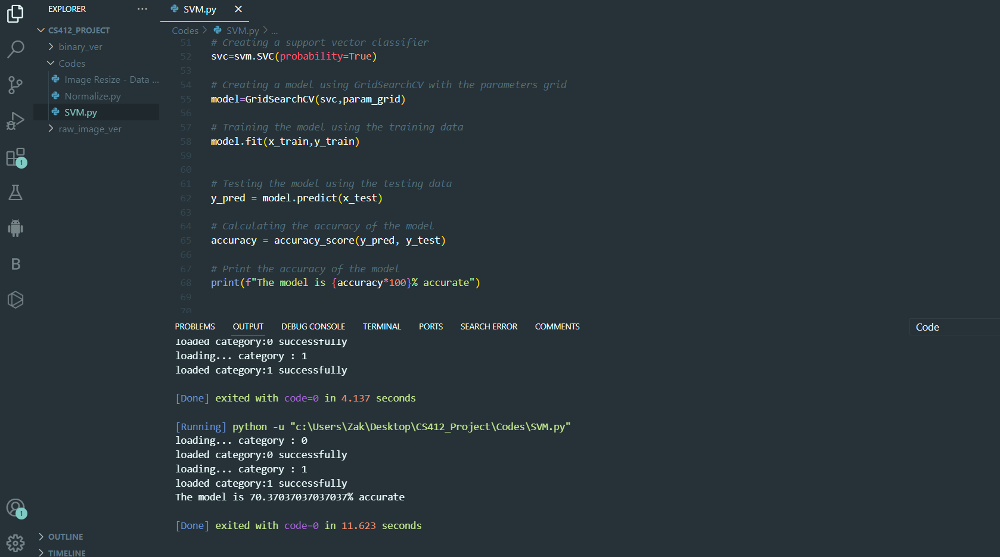 EXPLORER
...
CS412_PROJECT
binary_ver
Codes
Image Resize - Data ...
Normalize.py
SVM.py
raw_image_ver
1
1
OUTLINE
TIMELINE
SVM.py
Codes > SVM.py > ...
51 # Creating a support vector classifier
52 svc=svm.SVC(probability=True)
53
54 # Creating a model using GridSearchCV with the parameters grid
55 model=GridSearchCV(svc,param_grid)
56
57 # Training the model using the training data
58 model.fit(x_train,y_train)
59
60
61 # Testing the model using the testing data
62 y_pred = model.predict(x_test)
63
64 # Calculating the accuracy of the model
65 accuracy = accuracy_score(y_pred, y_test)
66
67 # Print the accuracy of the model
68 print(f"The model is {accuracy*100}% accurate")
69
70
PROBLEMS OUTPUT DEBUG CONSOLE TERMINAL PORTS SEARCH ERROR COMMENTS Code
loaded category:0 successfully
loading... category : 1
loaded category:1 successfully
[Done] exited with code=0 in 4.137 seconds
[Running] python -u "c:\Users\Zak\Desktop\CS412_Project\Codes\SVM.py"
loading... category : 0
loaded category:0 successfully
loading... category : 1
loaded category:1 successfully
The model is 70.37037037037037% accurate
[Done] exited with code=0 in 11.623 seconds